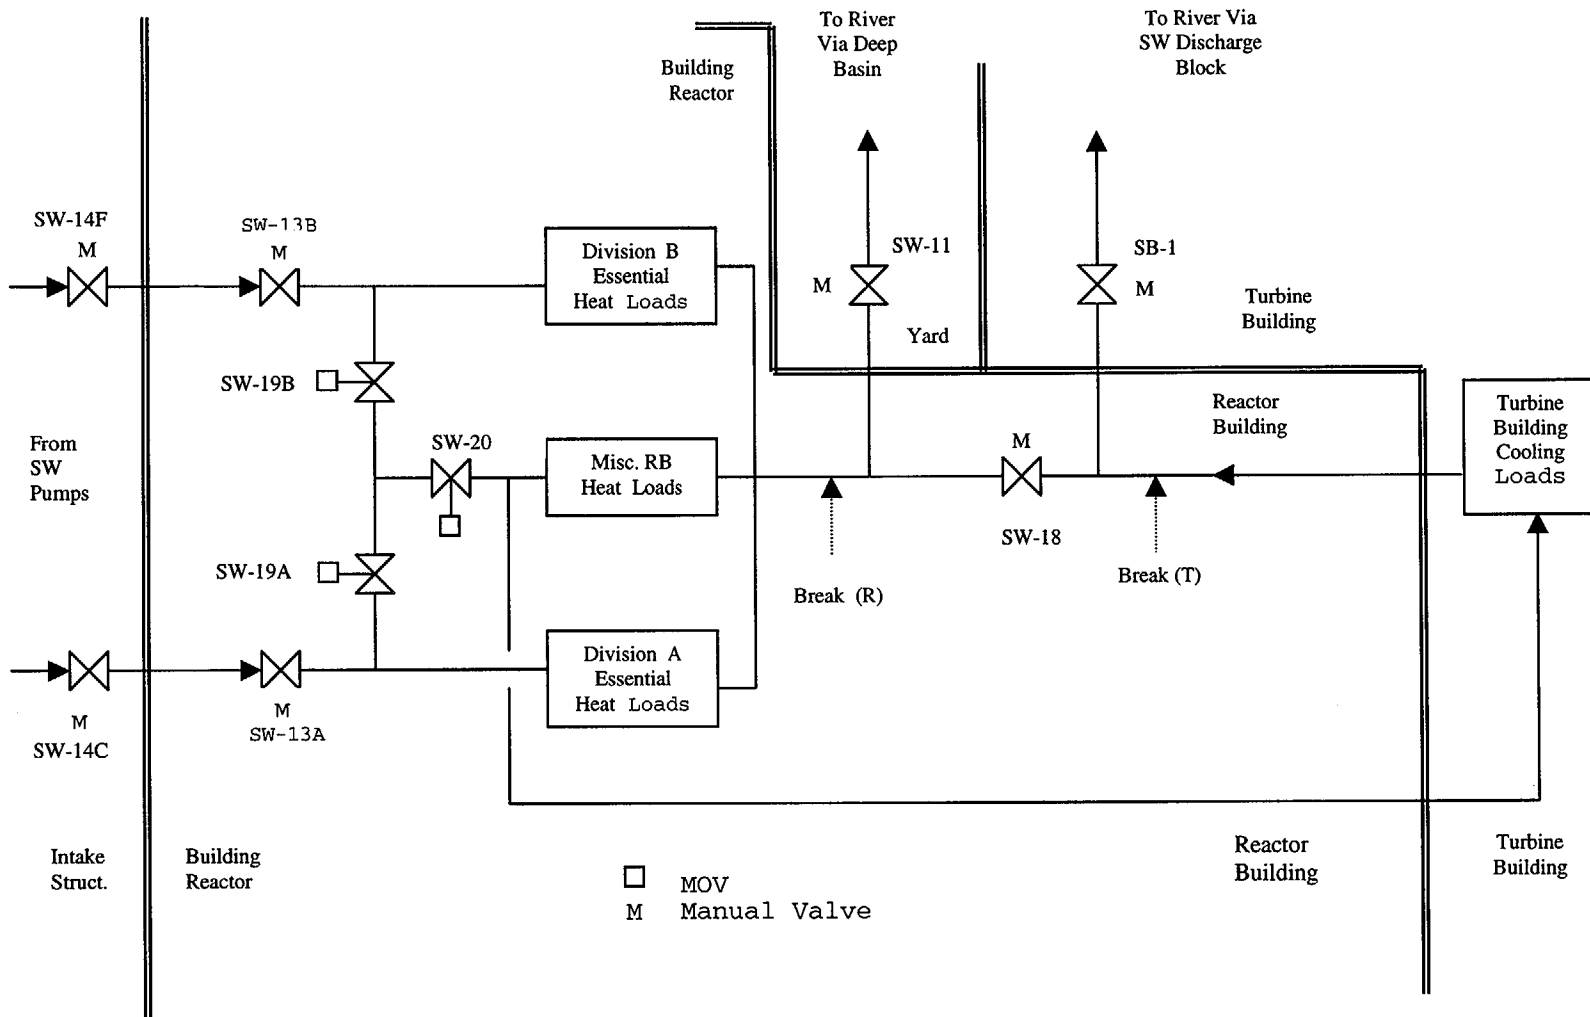 To River
Via Deep
Basin
To River Via
SW Discharge
Block
Building
Reactor
SW-14F
M
SW-13B
M
Division B
Essential
Heat Loads
SW-11
M
SB-1
M
Yard
Turbine
Building
SW-19B
From
SW
Pumps
SW-20
Misc. RB
Heat Loads
M
SW-18
Reactor
Building
Turbine
Building
Cooling
Loads
SW-19A
Break (R)
Break (T)
M
SW-14C
M
SW-13A
Division A
Essential
Heat Loads
Intake
Struct.
Building
Reactor
Reactor
Building
Turbine
Building
MOV
M Manual Valve